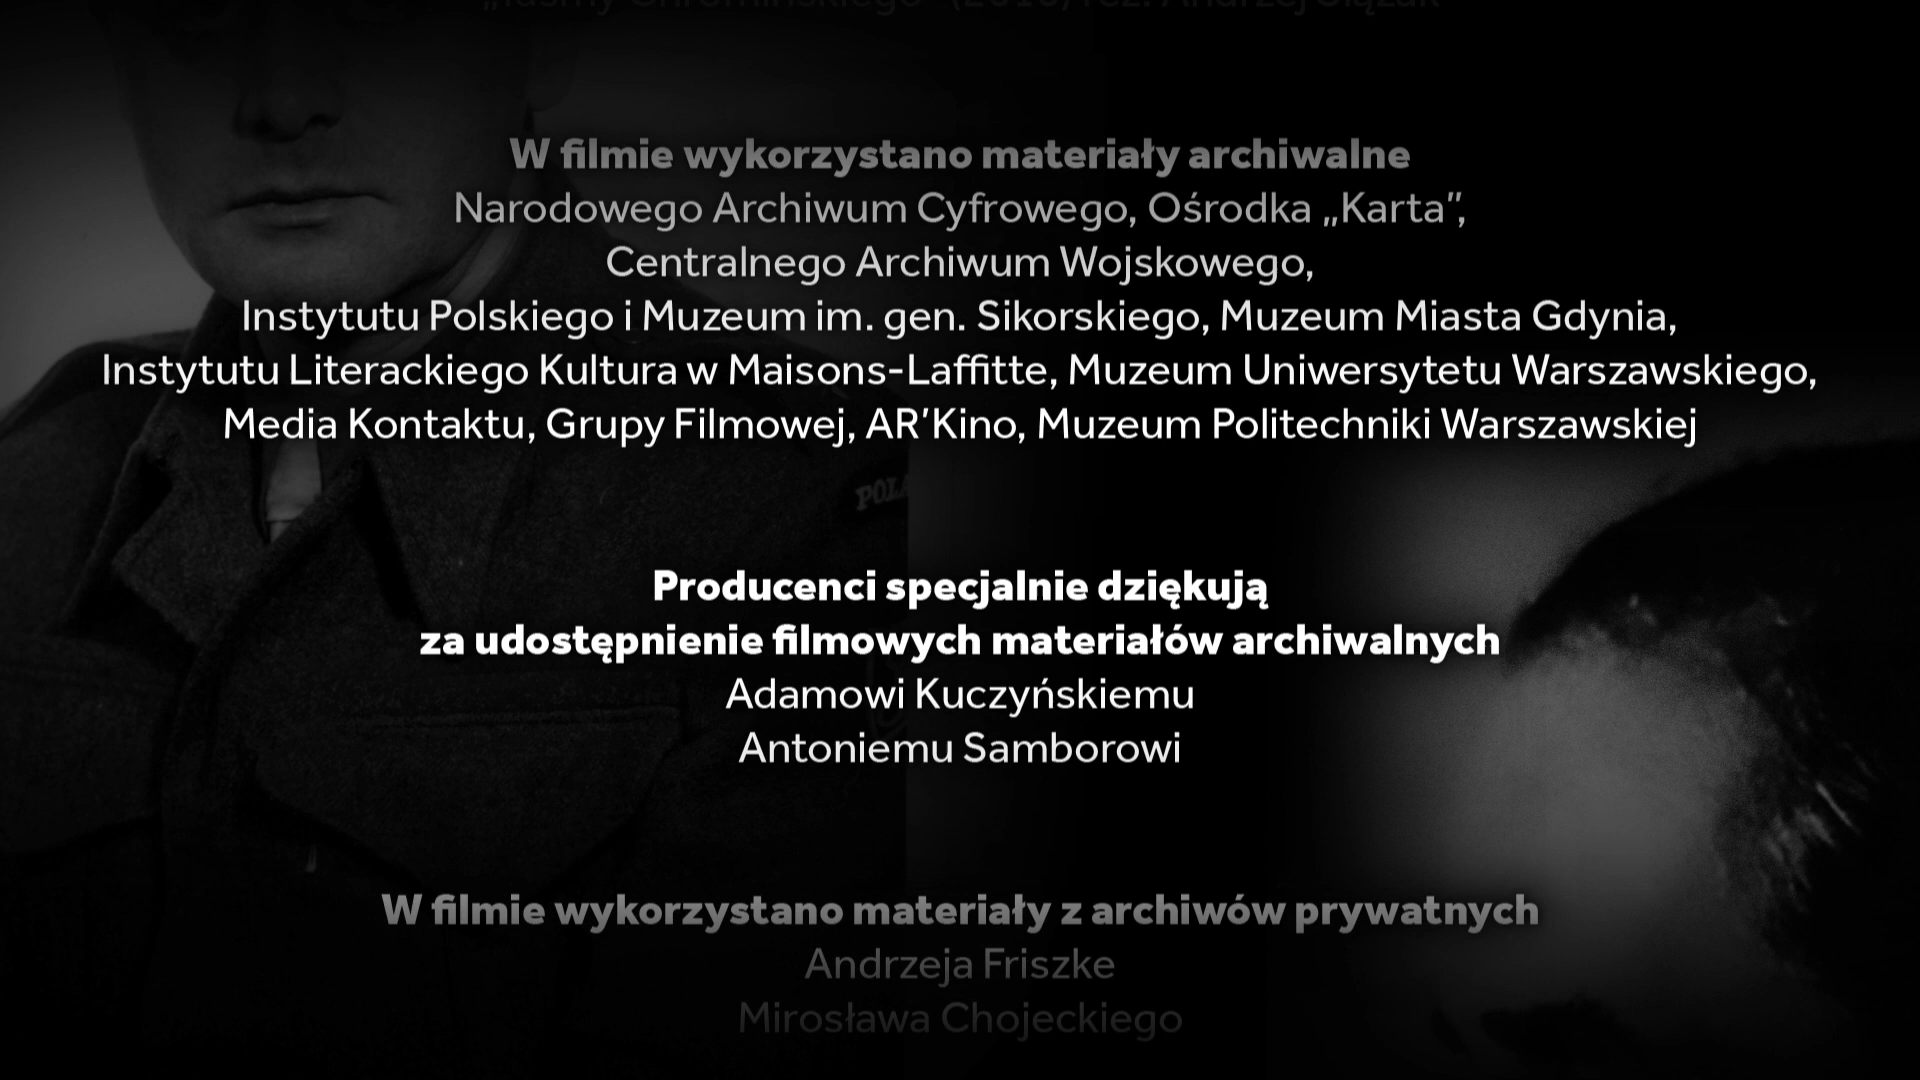 W filmie wykorzystano materiały archiwalne
Narodowego Archiwum Cyfrowego, Ośrodka „Karta”,
Centralnego Archiwum Wojskowego,
Instytutu Polskiego i Muzeum im. gen. Sikorskiego, Muzeum Miasta Gdynia,
Instytutu Literackiego Kultura w Maisons-Laffitte, Muzeum Uniwersytetu Warszawskiego,
Media Kontaktu, Grupy Filmowej, AR’Kino, Muzeum Politechniki Warszawskiej
Producenci specjalnie dziękują
za udostępnienie filmowych materiałów archiwalnych
Adamowi Kuczyńskiemu
Antoniemu Samborowi
W filmie wykorzystano materiały z archiwów prywatnych
Andrzeja Friszke
Mirosława Chojeckiego